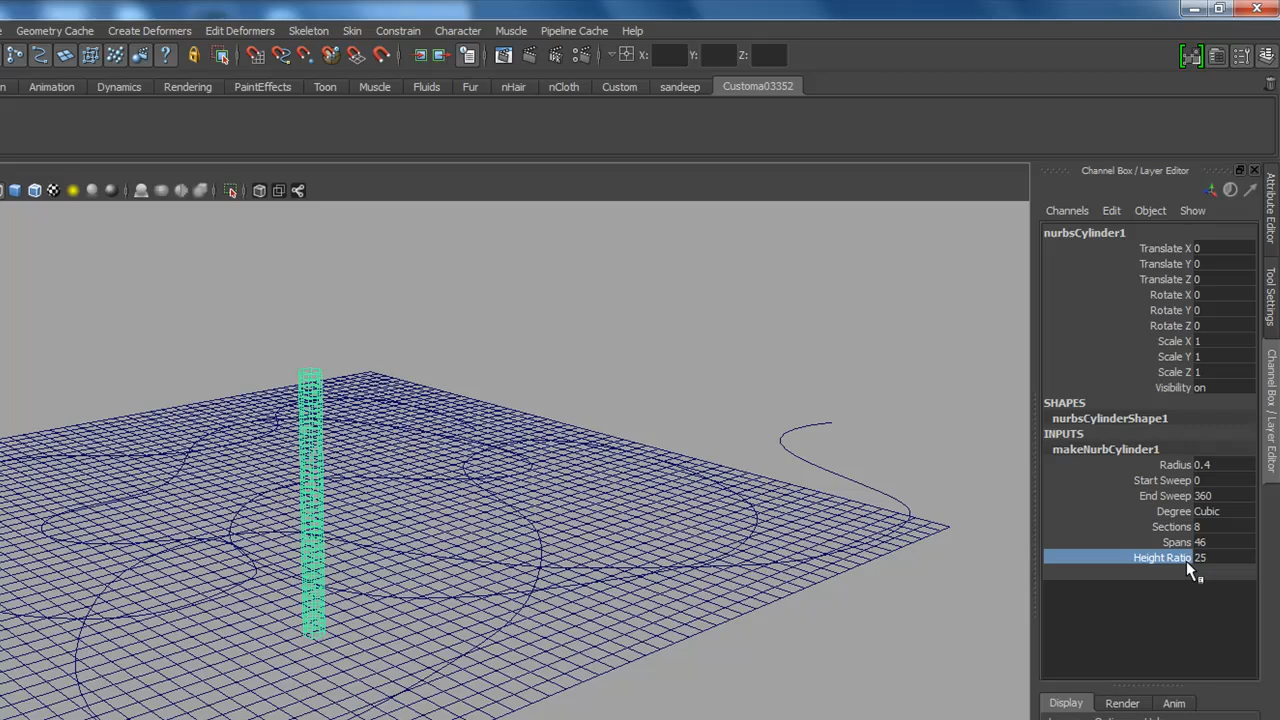 Geometry Cache Create Deformers Edit Deformers Skeleton Skin Constrain Character Muscle Pipeline Cache Help
X: Y: Z:
Animation Dynamics Rendering PaintEffects Toon Muscle Fluids Fur nHair nCloth Custom sandeep Customa03352
Channel Box / Layer Editor
Channels Edit Object Show
nurbsCylinder1
Translate X 0
Translate Y 0
Translate Z 0
Rotate X 0
Rotate Y 0
Rotate Z 0
Scale X 1
Scale Y 1
Scale Z 1
Visibility on
SHAPES
nurbsCylinderShape1
INPUTS
makeNurbCylinder1
Radius 0.4
Start Sweep 0
End Sweep 360
Degree Cubic
Sections 8
Spans 46
Height Ratio 25
Display Render Anim
Attribute Editor
Tool Settings
Channel Box / Layer Editor